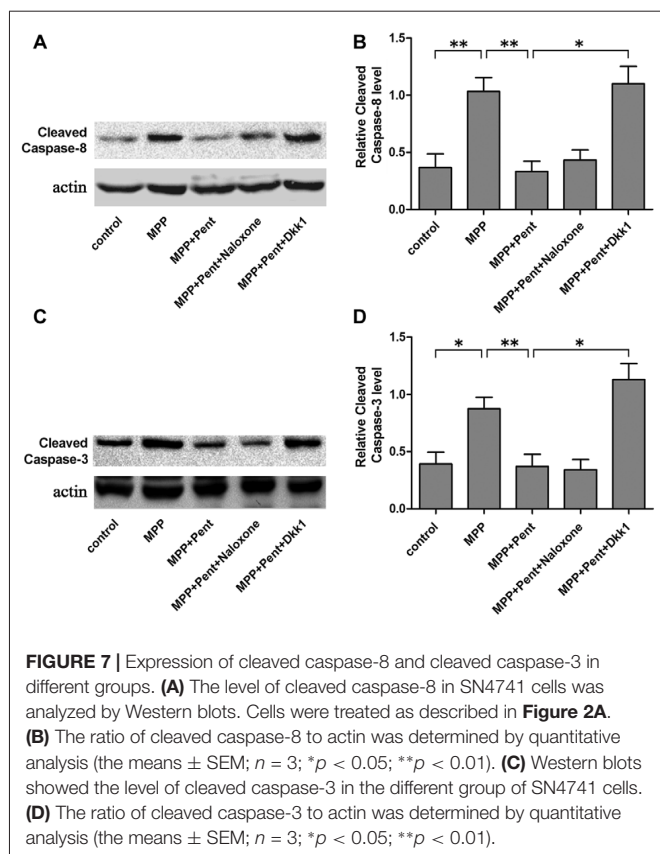 A
Cleaved
Caspase-8
actin
control
MPP
MPP+Pent
MPP+Pent+Naloxone
MPP+Pent+Dkk1
B
Relative Cleaved
Caspase-8 level
1.5
1.0
0.5
0.0
** ** *
control
MPP
MPP+Pent
MPP+Pent+Naloxone
MPP+Pent+Dkk1
C
Cleaved
Caspase-3
actin
control
MPP
MPP+Pent
MPP+Pent+Naloxone
MPP+Pent+Dkk1
D
Relative Cleaved
Caspase-3 level
1.5
1.0
0.5
0.0
* ** *
control
MPP
MPP+Pent
MPP+Pent+Naloxone
MPP+Pent+Dkk1
FIGURE 7 | Expression of cleaved caspase-8 and cleaved caspase-3 in
different groups. (A) The level of cleaved caspase-8 in SN4741 cells was
analyzed by Western blots. Cells were treated as described in Figure 2A.
(B) The ratio of cleaved caspase-8 to actin was determined by quantitative
analysis (the means ± SEM; n = 3; *p < 0.05; **p < 0.01). (C) Western blots
showed the level of cleaved caspase-3 in the different group of SN4741 cells.
(D) The ratio of cleaved caspase-3 to actin was determined by quantitative
analysis (the means ± SEM; n = 3; *p < 0.05; **p < 0.01).